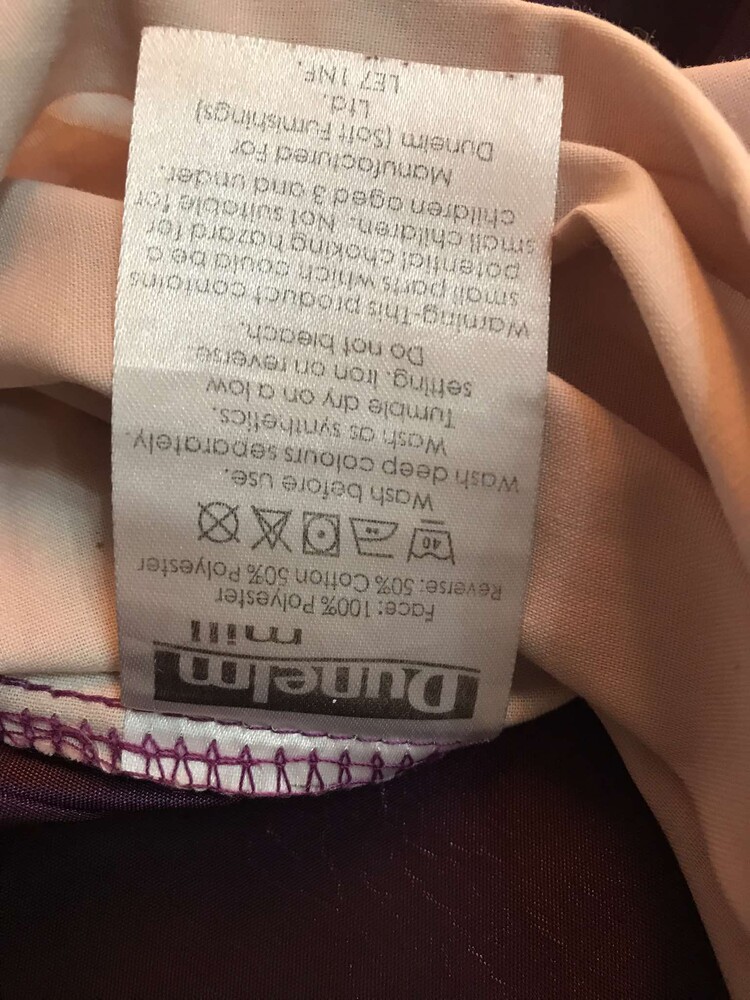 Dunelm
mill
Face: 100% Polyester
Reverse: 50% Cotton 50% Polyester
40
Wash before use.
Wash deep colours separately.
Wash as synthetics.
Tumble dry on a low
setting. Iron on reverse.
Do not bleach.
Warning-This product contains
small parts which could be a
potential choking hazard for
small children. Not suitable for
children aged 3 and under.
Manufactured For
Dunelm (Soft Furnishings)
Ltd.
LE7 1NF.